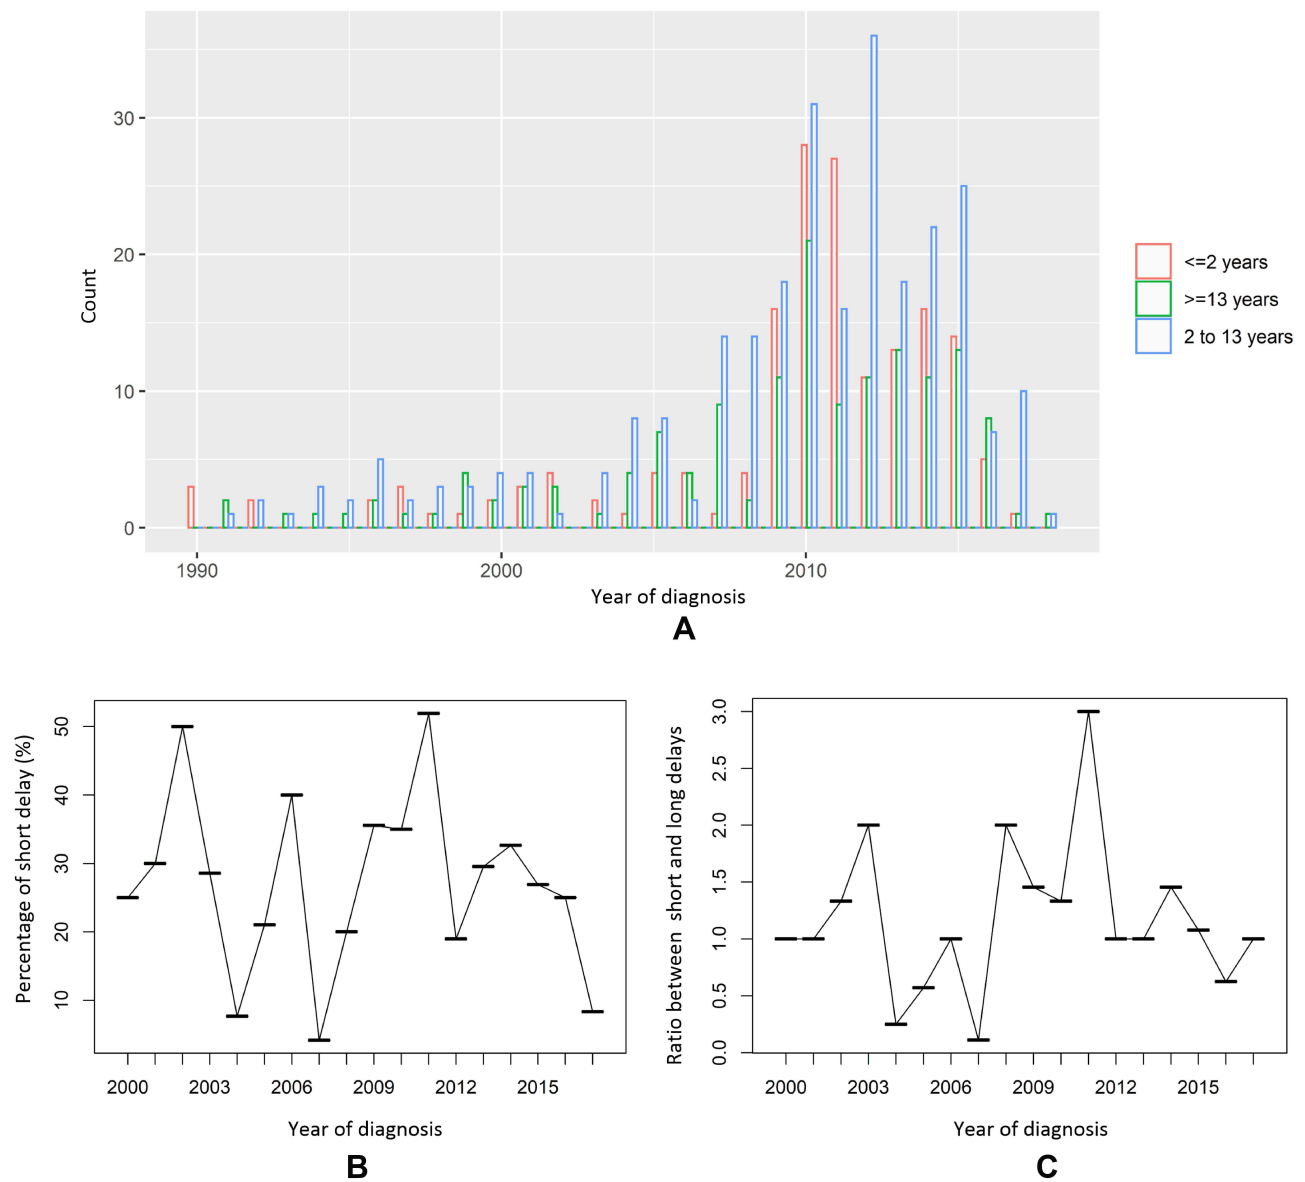 30
20
10
0
Count
1990 2000 2010
Year of diagnosis
<=2 years
>=13 years
2 to 13 years
A
Percentage of short delay (%)
50
40
30
20
10
2000 2003 2006 2009 2012 2015
Year of diagnosis
B
Ratio between short and long delays
3.0
2.5
2.0
1.5
1.0
0.5
0.0
2000 2003 2006 2009 2012 2015
Year of diagnosis
C